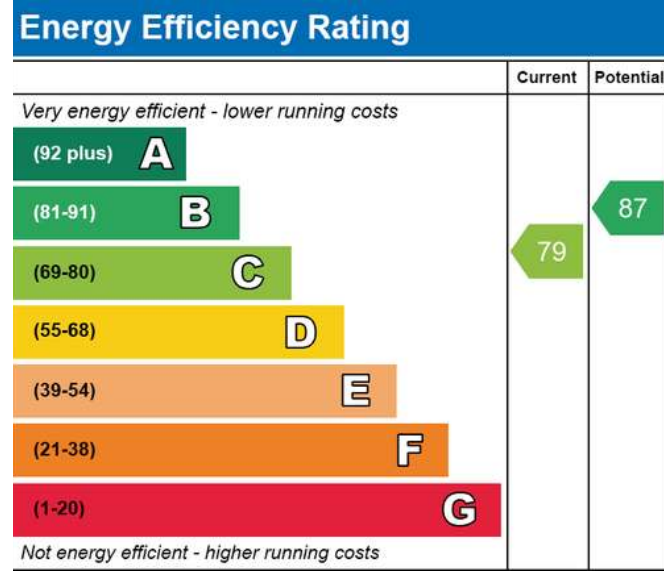 Energy Efficiency Rating
Current Potential
Very energy efficient - lower running costs
(92 plus) A
(81-91) B
87
79
(69-80) C
(55-68) D
(39-54) E
(21-38) F
(1-20) G
Not energy efficient - higher running costs